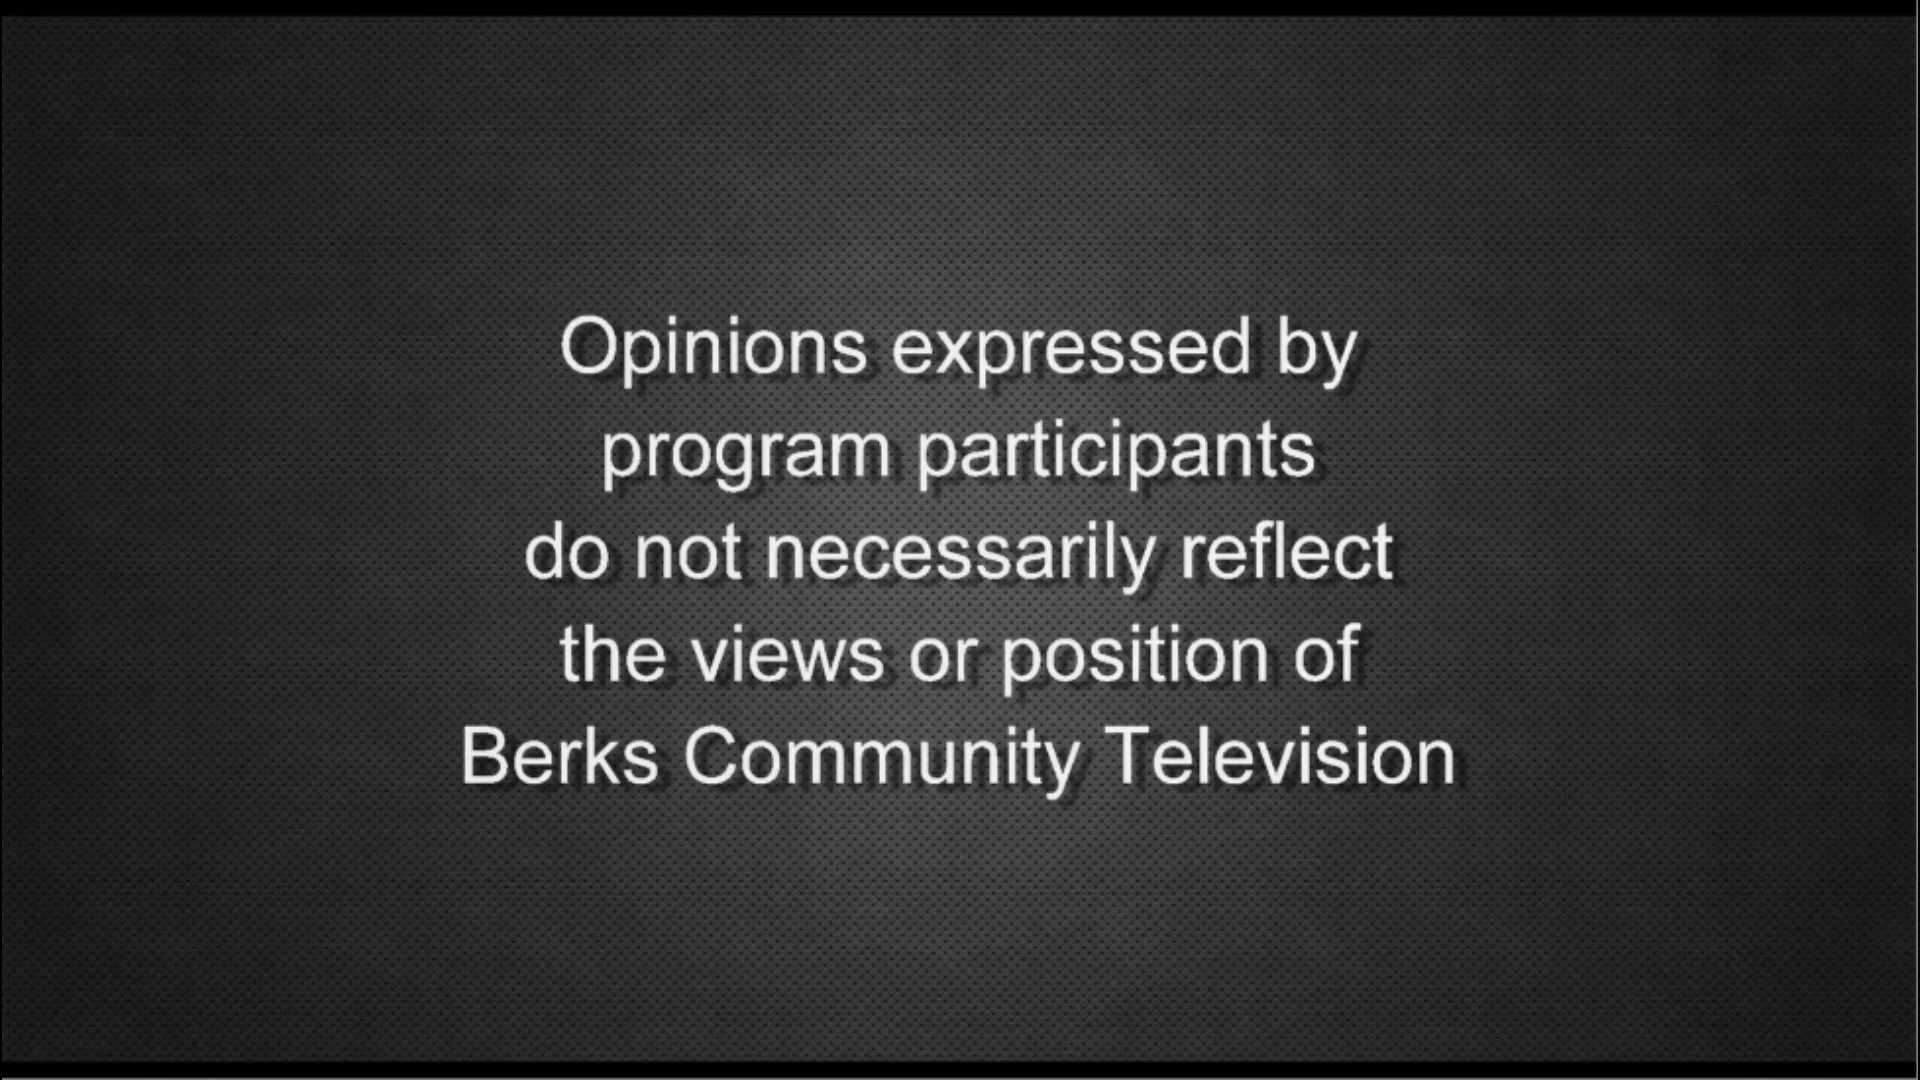 Opinions expressed by
program participants
do not necessarily reflect
the views or position of
Berks Community Television